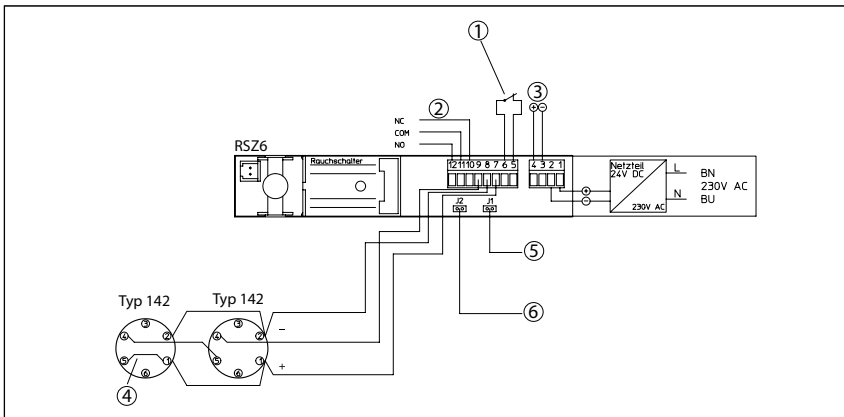 1
2
3
NC
COM
NO
RSZ6
Rauchschalter
12 11 10 9 8 7 6 5
4 3 2 1
+ −
Netzteil
24V DC
230V AC
L BN
230V AC
N BU
+
−
J2 J1
5
6
Typ 142 Typ 142
3 3
4 2 4 2
5 1 5 1
6 6
−
+
4